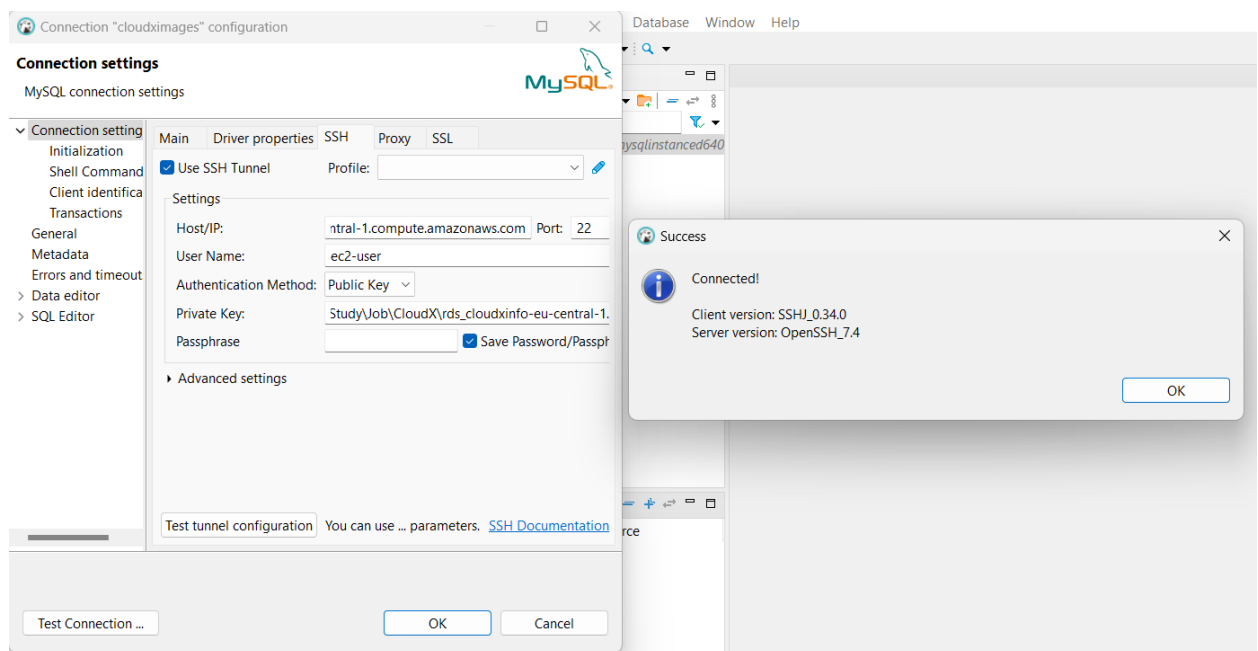 Connection "cloudximages" configuration
Database Window Help
Connection settings
MySQL connection settings
MySQL
Connection setting
Initialization
Shell Command
Client identifica
Transactions
General
Metadata
Errors and timeout
Data editor
SQL Editor
Main Driver properties SSH Proxy SSL
Use SSH Tunnel Profile:
Settings
Host/IP: ntral-1.compute.amazonaws.com Port: 22
User Name: ec2-user
Authentication Method: Public Key
Private Key: Study\Job\CloudX\rds_cloudxinfo-eu-central-1.
Passphrase Save Password/Passph
Advanced settings
Test tunnel configuration You can use ... parameters. SSH Documentation
Test Connection ... OK Cancel
mysqlinstanced640
Success
Connected!
Client version: SSHJ_0.34.0
Server version: OpenSSH_7.4
OK
rce